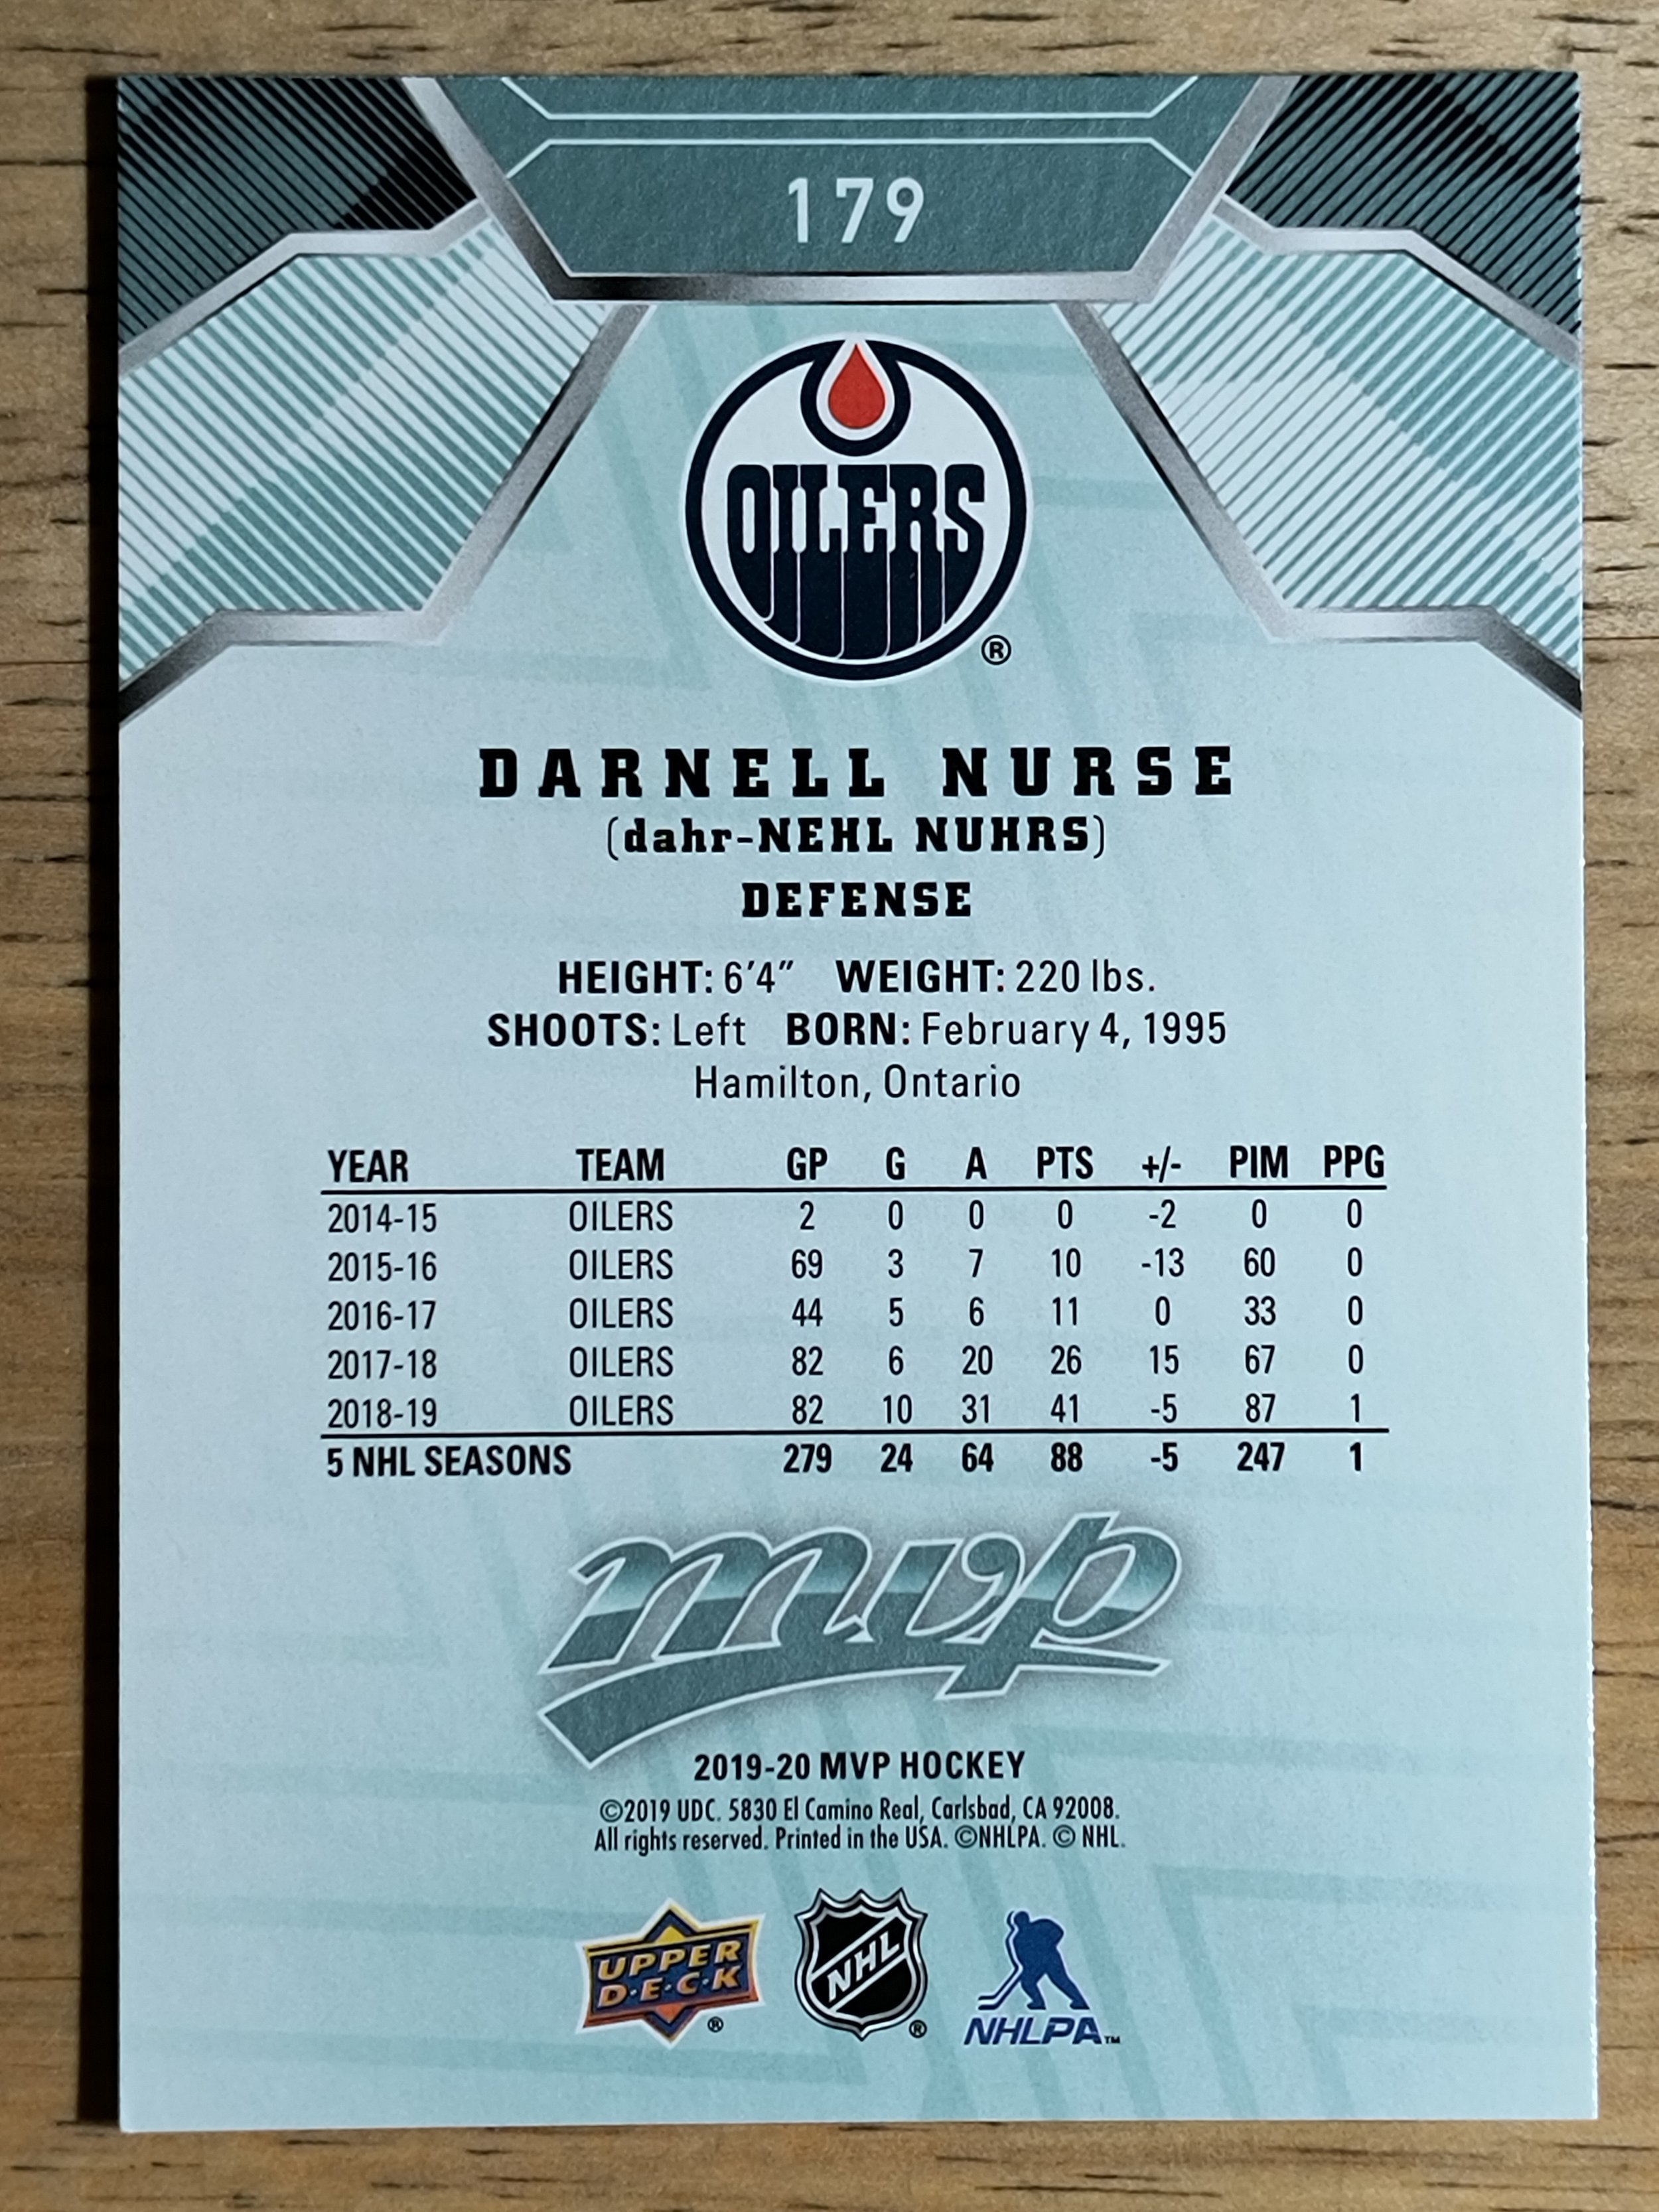 179
OILERS
®
DARNELL NURSE
(dahr-NEHL NUHRS)
DEFENSE
HEIGHT: 6'4" WEIGHT: 220 lbs.
SHOOTS: Left BORN: February 4, 1995
Hamilton, Ontario
YEAR TEAM GP G A PTS +/- PIM PPG
2014-15 OILERS 2 0 0 0 -2 0 0
2015-16 OILERS 69 3 7 10 -13 60 0
2016-17 OILERS 44 5 6 11 0 33 0
2017-18 OILERS 82 6 20 26 15 67 0
2018-19 OILERS 82 10 31 41 -5 87 1
5 NHL SEASONS 279 24 64 88 -5 247 1
mvp
2019-20 MVP HOCKEY
©2019 UDC. 5830 El Camino Real, Carlsbad, CA 92008.
All rights reserved. Printed in the USA. ©NHLPA. © NHL.
UPPER
D·E·C·K ®
NHL ®
NHLPA™